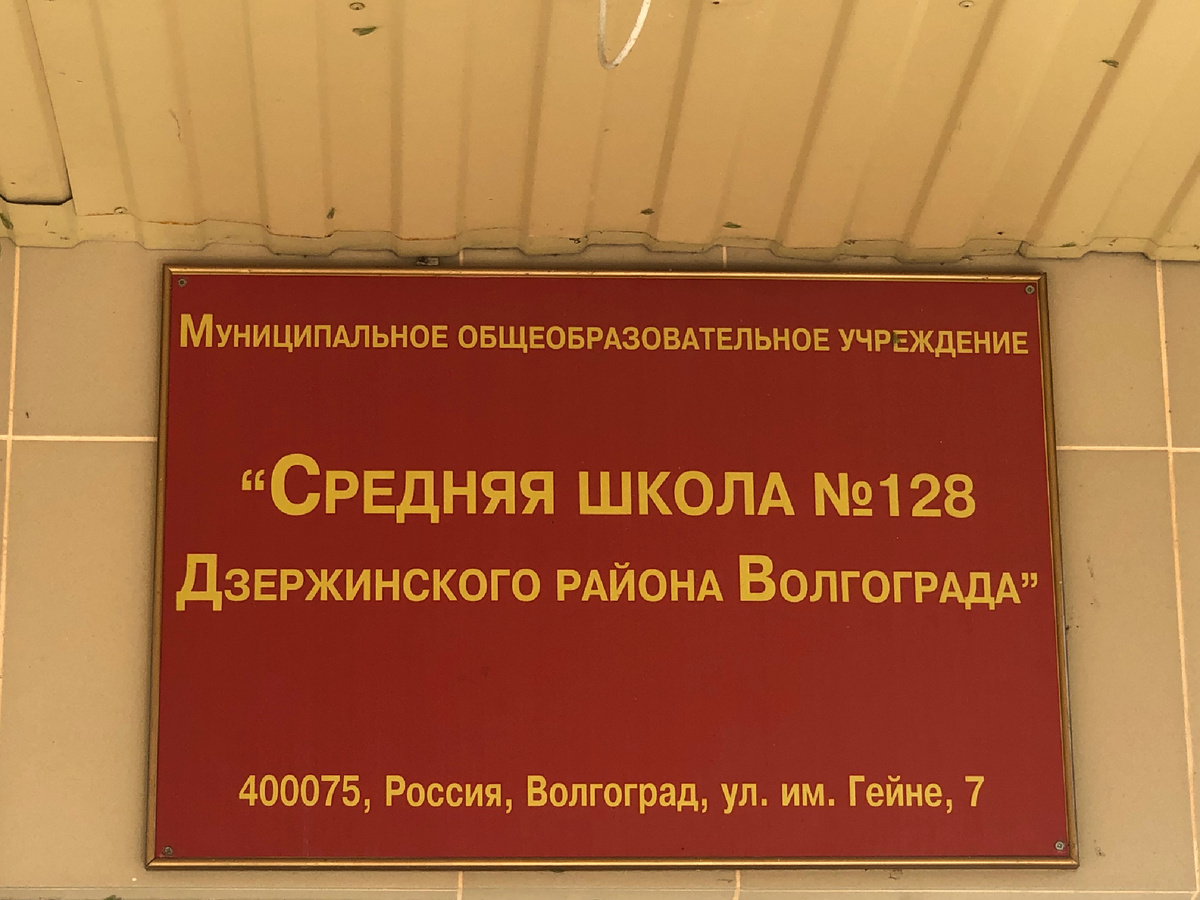 Муниципальное общеобразовательное учреждение
“Средняя школа №128
Дзержинского района Волгограда”
400075, Россия, Волгоград, ул. им. Гейне, 7